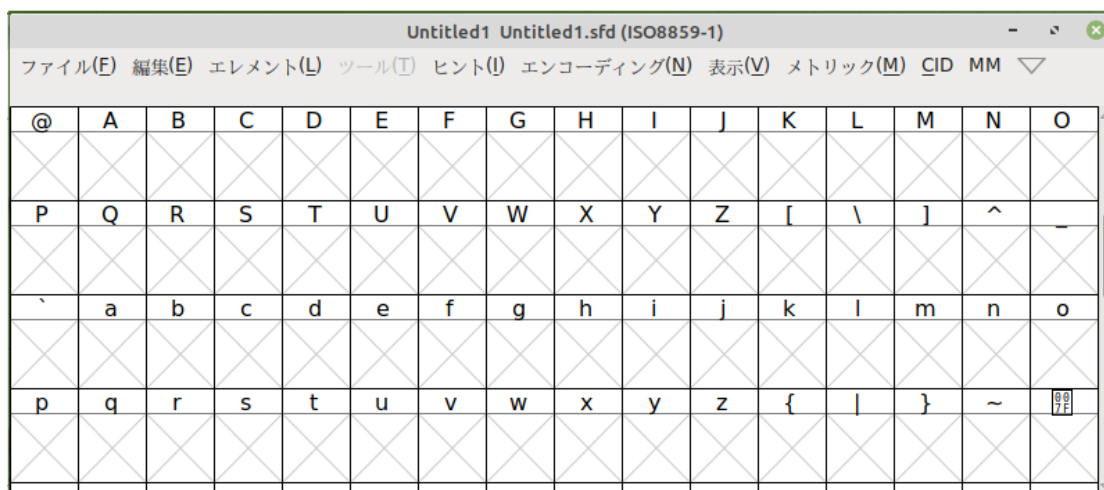 Untitled1 Untitled1.sfd (ISO8859-1)
ファイル(F) 編集(E) エレメント(L) ツール(T) ヒント(I) エンコーディング(N) 表示(V) メトリック(M) CID MM
@ A B C D E F G H I J K L M N O
P Q R S T U V W X Y Z [ \ ] ^ _
` a b c d e f g h i j k l m n o
p q r s t u v w x y z { | } ~ 007F